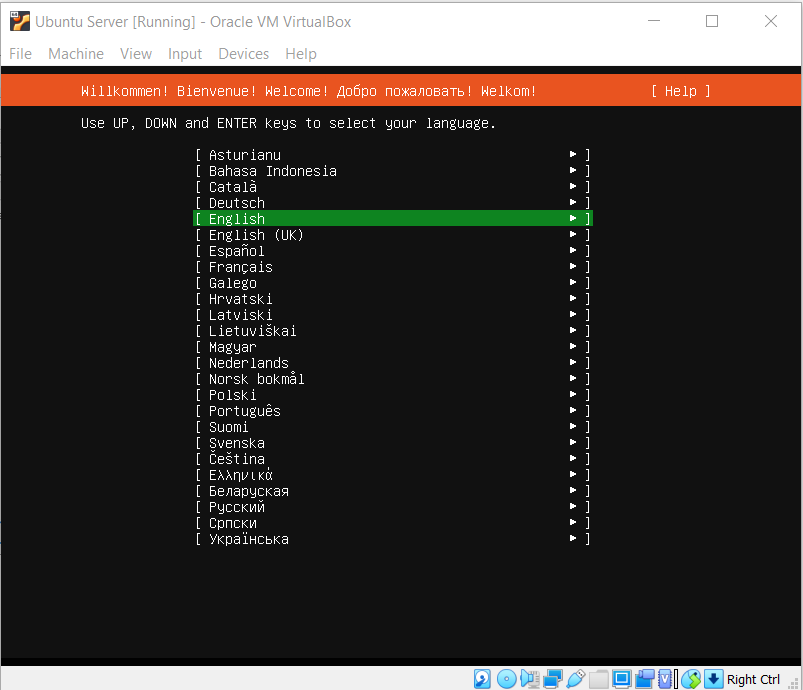 Ubuntu Server [Running] - Oracle VM VirtualBox
File Machine View Input Devices Help
Willkommen! Bienvenue! Welcome! Добро пожаловать! Welkom! [ Help ]
Use UP, DOWN and ENTER keys to select your language.
[ Asturianu ► ]
[ Bahasa Indonesia ► ]
[ Català ► ]
[ Deutsch ► ]
[ English ► ]
[ English (UK) ► ]
[ Español ► ]
[ Français ► ]
[ Galego ► ]
[ Hrvatski ► ]
[ Latviski ► ]
[ Lietuviškai ► ]
[ Magyar ► ]
[ Nederlands ► ]
[ Norsk bokmål ► ]
[ Polski ► ]
[ Português ► ]
[ Suomi ► ]
[ Svenska ► ]
[ Čeština ► ]
[ Ελληνικά ► ]
[ Беларуская ► ]
[ Русский ► ]
[ Српски ► ]
[ Українська ► ]
Right Ctrl